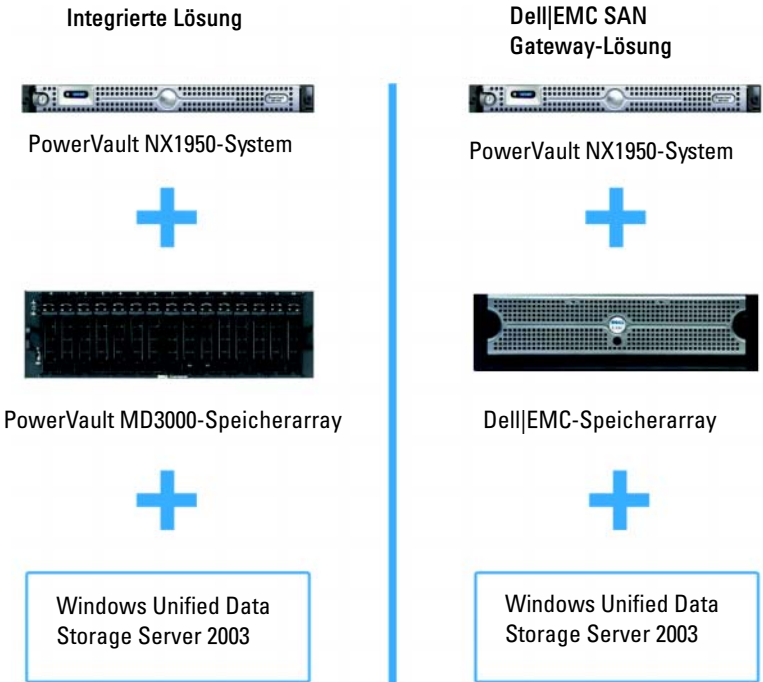 Integrierte Lösung
PowerVault NX1950-System
PowerVault MD3000-Speicherarray
Windows Unified Data
Storage Server 2003
Dell|EMC SAN
Gateway-Lösung
PowerVault NX1950-System
Dell|EMC-Speicherarray
Windows Unified Data
Storage Server 2003